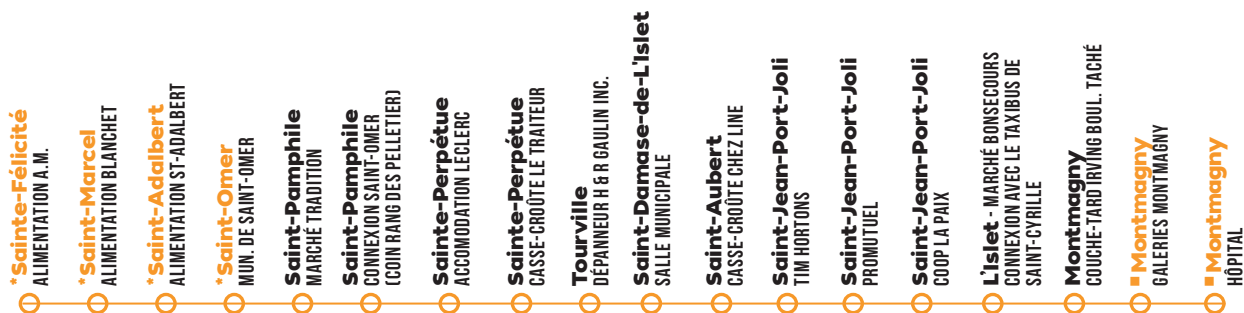 *Sainte-Félicité
ALIMENTATION A.M.
*Saint-Marcel
ALIMENTATION BLANCHET
*Saint-Adalbert
ALIMENTATION ST-ADALBERT
*Saint-Omer
MUN. DE SAINT-OMER
Saint-Pamphile
MARCHÉ TRADITION
Saint-Pamphile
CONNEXION SAINT-OMER
(COIN RANG DES PELLETIER)
Sainte-Perpétue
ACCOMODATION LECLERC
Sainte-Perpétue
CASSE-CROÛTE LE TRAITEUR
Tourville
DÉPANNEUR H & R GAULIN INC.
Saint-Damase-de-L'Islet
SALLE MUNICIPALE
Saint-Aubert
CASSE-CROÛTE CHEZ LINE
Saint-Jean-Port-Joli
TIM HORTONS
Saint-Jean-Port-Joli
PROMUTUEL
Saint-Jean-Port-Joli
COOP LA PAIX
L'Islet - MARCHÉ BONSECOURS
CONNEXION AVEC LE TAXIBUS DE
SAINT-CYRILLE
Montmagny
COUCHE-TARD IRVING BOUL. TACHÉ
■ Montmagny
GALERIES MONTMAGNY
■ Montmagny
HÔPITAL